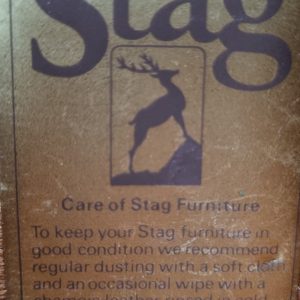 Stag
Care of Stag Furniture
To keep your Stag furniture in
good condition we recommend
regular dusting with a soft cloth
and an occasional wipe with a